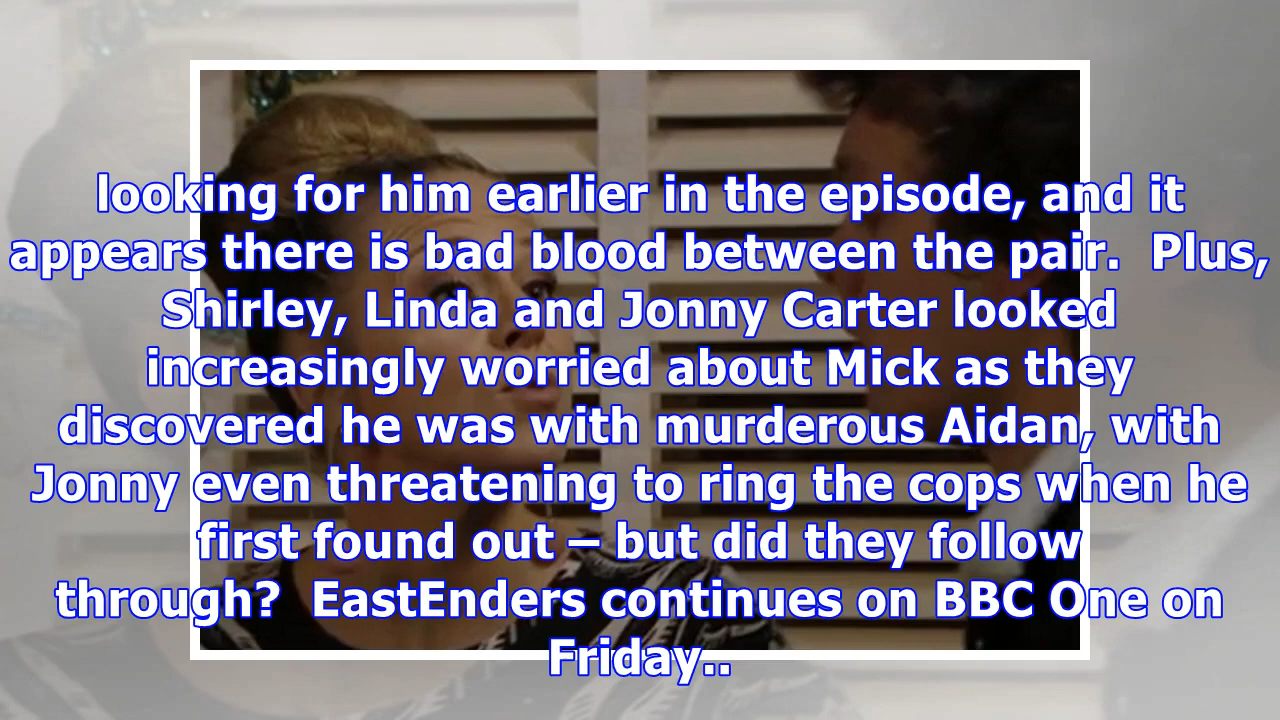 looking for him earlier in the episode, and it
appears there is bad blood between the pair.  Plus,
Shirley, Linda and Jonny Carter looked
increasingly worried about Mick as they
discovered he was with murderous Aidan, with
Jonny even threatening to ring the cops when he
first found out – but did they follow
through?  EastEnders continues on BBC One on
Friday..